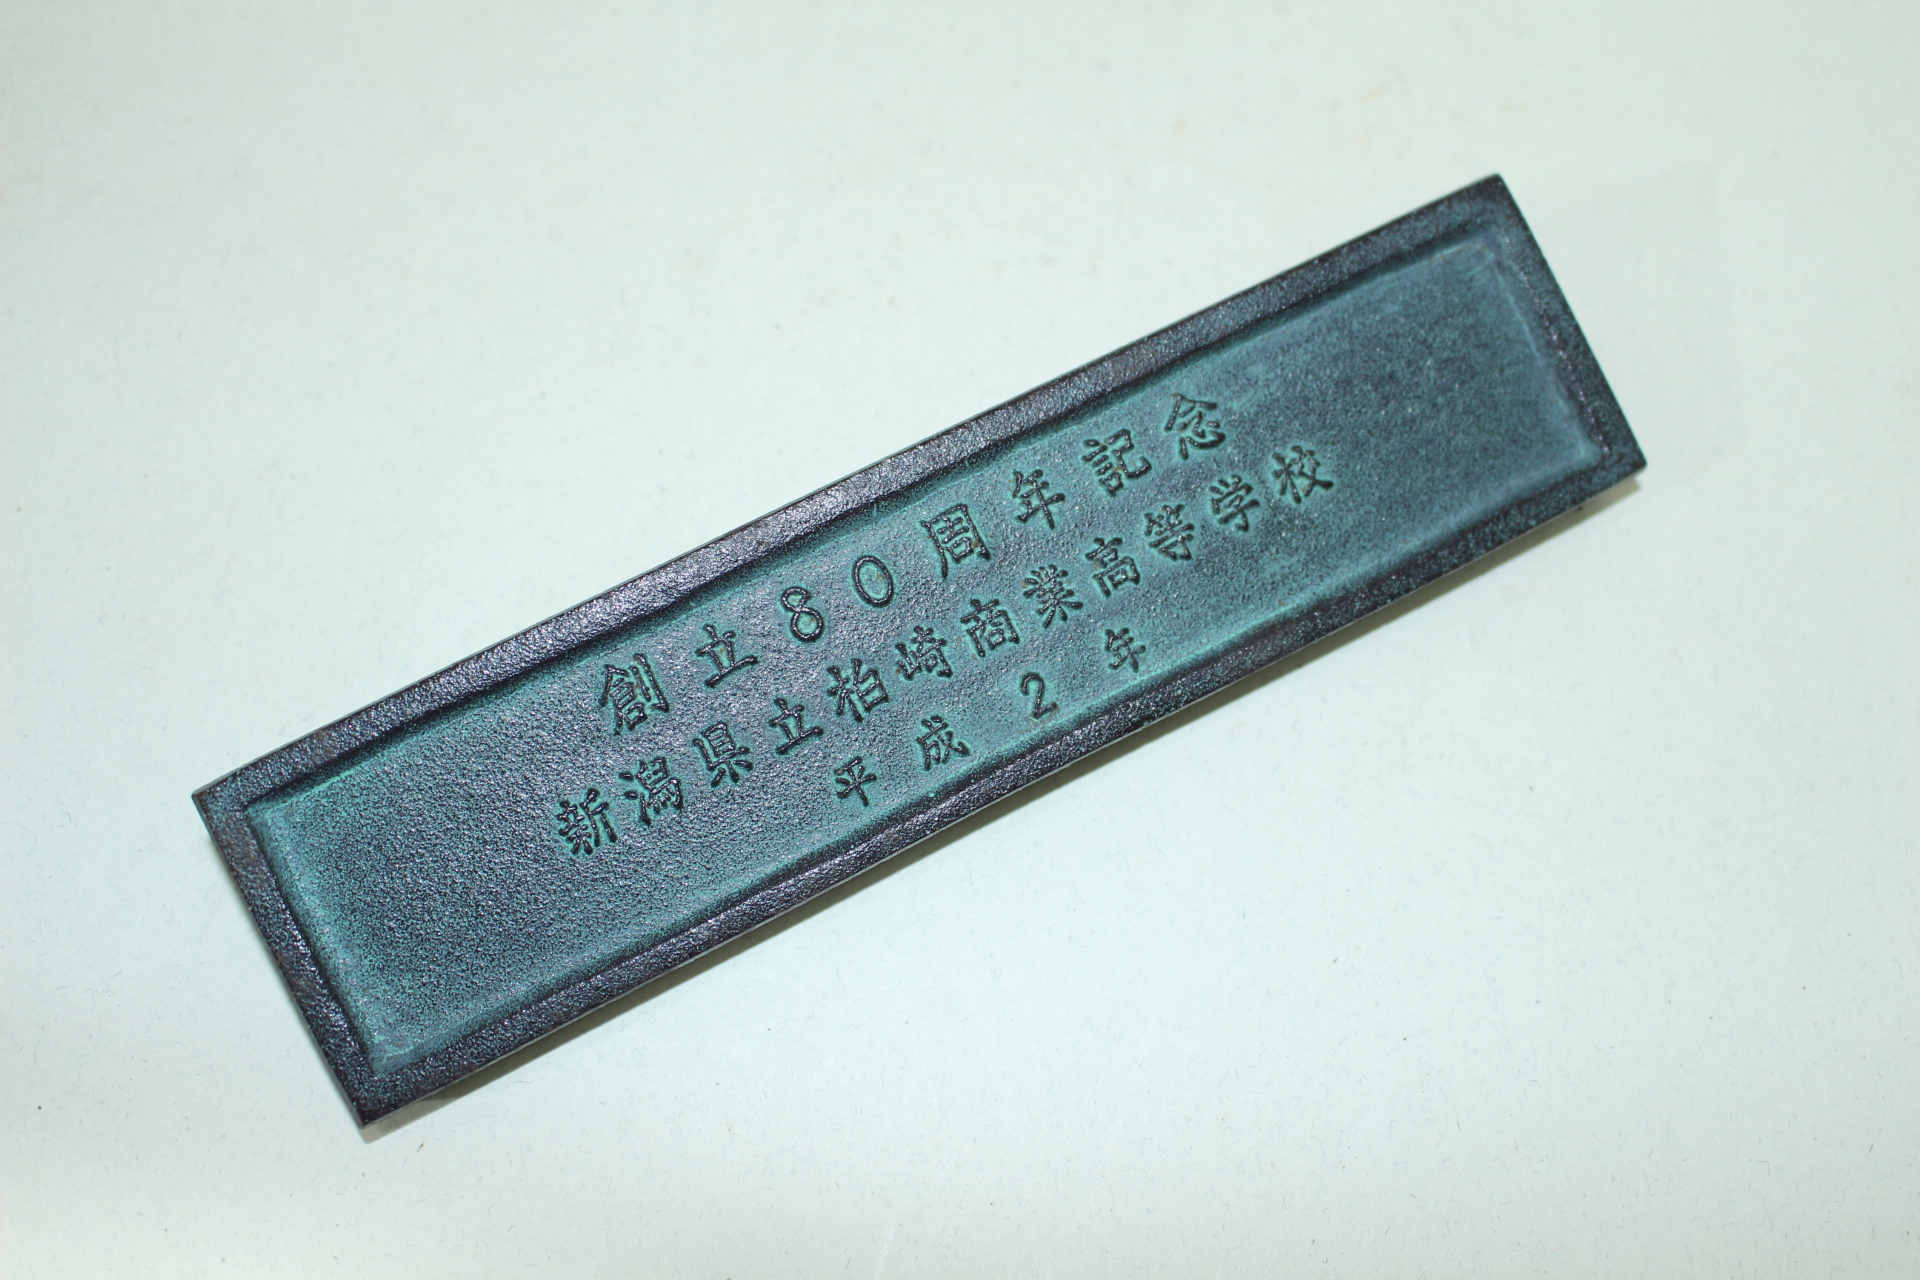 創立80周年記念
新潟県立柏崎商業高等学校
平成2年